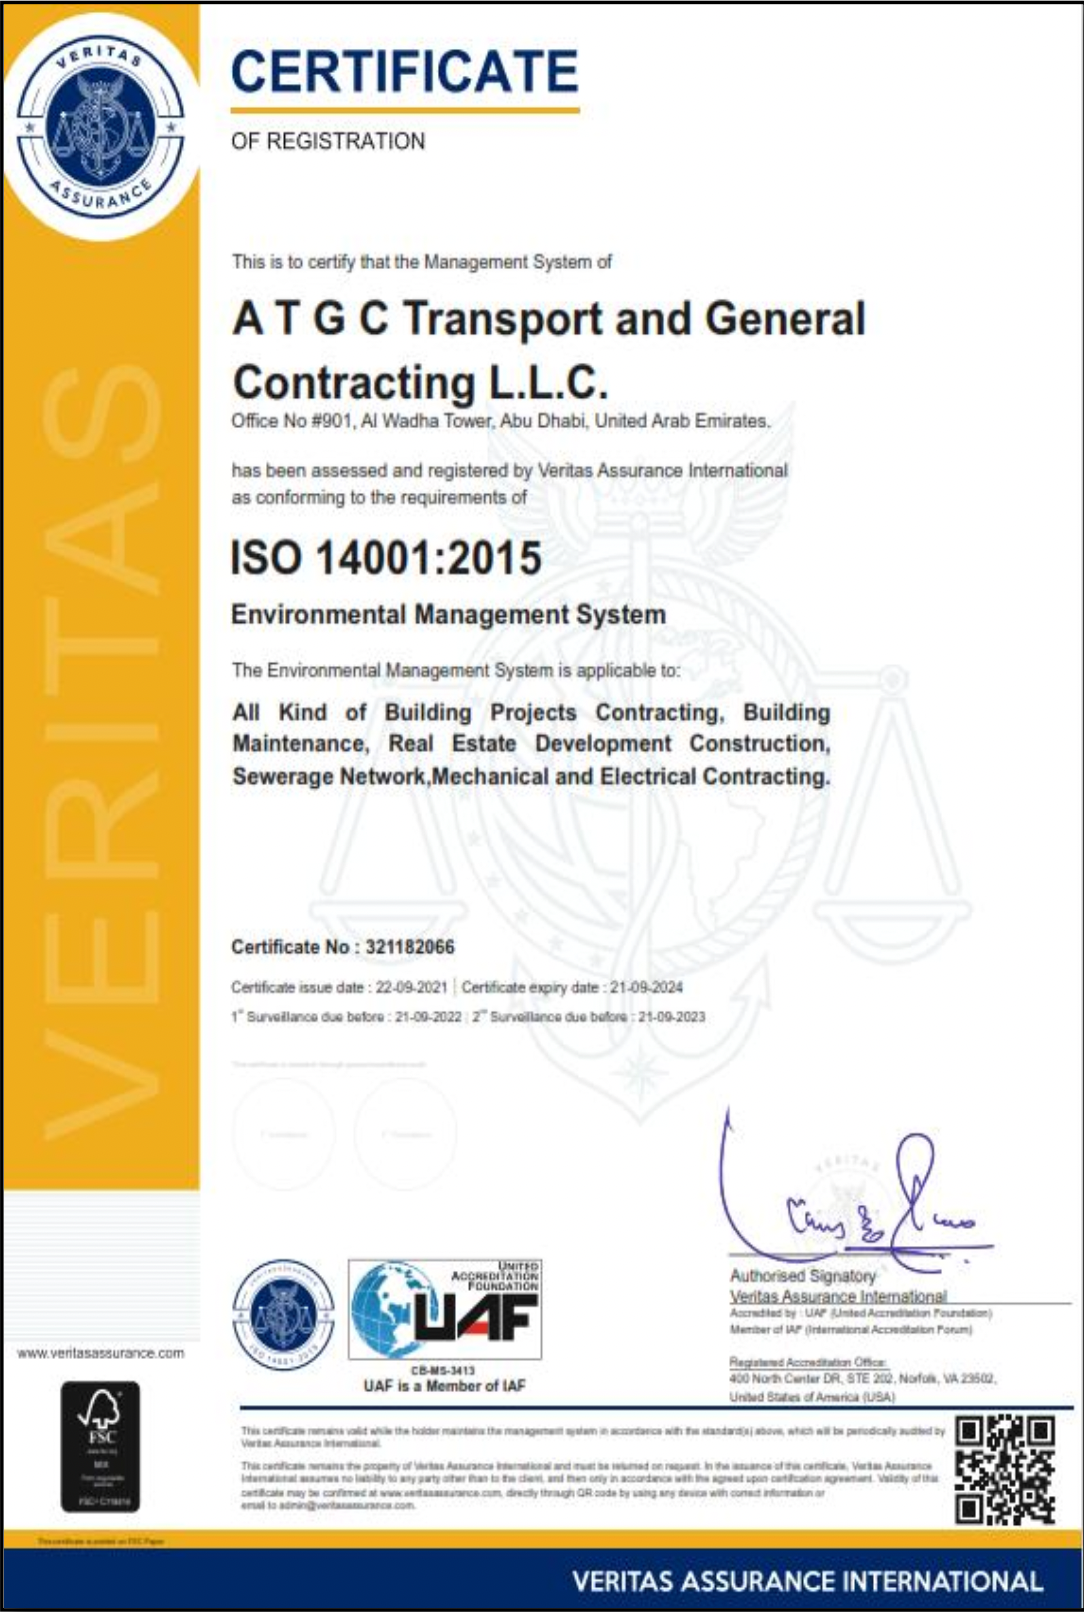 VERITAS
ASSURANCE
CERTIFICATE
OF REGISTRATION
This is to certify that the Management System of
A T G C Transport and General
Contracting L.L.C.
Office No #901, Al Wadha Tower, Abu Dhabi, United Arab Emirates.
has been assessed and registered by Veritas Assurance International
as conforming to the requirements of
ISO 14001:2015
Environmental Management System
The Environmental Management System is applicable to:
All Kind of Building Projects Contracting, Building
Maintenance, Real Estate Development Construction,
Sewerage Network,Mechanical and Electrical Contracting.
VERITAS
Certificate No : 321182066
Certificate issue date : 22-09-2021 | Certificate expiry date : 21-09-2024
1st Surveillance due before : 21-09-2022 | 2nd Surveillance due before : 21-09-2023
VERITAS
Authorised Signatory
Veritas Assurance International
Accredited by : UAF (United Accreditation Foundation)
Member of IAF (International Accreditation Forum)
Registered Accreditation Office:
400 North Center DR, STE 202, Norfolk, VA 23502,
United States of America (USA)
ISO 14001:2015
UNITED
ACCREDITATION
FOUNDATION
UAF
CB-MS-3413
UAF is a Member of IAF
www.veritasassurance.com
FSC
MIX
This certificate remains valid while the holder maintains the management system in accordance with the standard(s) above, which will be periodically audited by
Veritas Assurance International.
This certificate remains the property of Veritas Assurance International and must be returned on request. In the issuance of this certificate, Veritas Assurance
International assumes no liability to any party other than to the client, and then only in accordance with the agreed upon certification agreement. Validity of this
certificate may be confirmed at www.veritasassurance.com, directly through QR code by using any device with correct information or
email to admin@veritasassurance.com.
This certificate is printed on FSC Paper
VERITAS ASSURANCE INTERNATIONAL